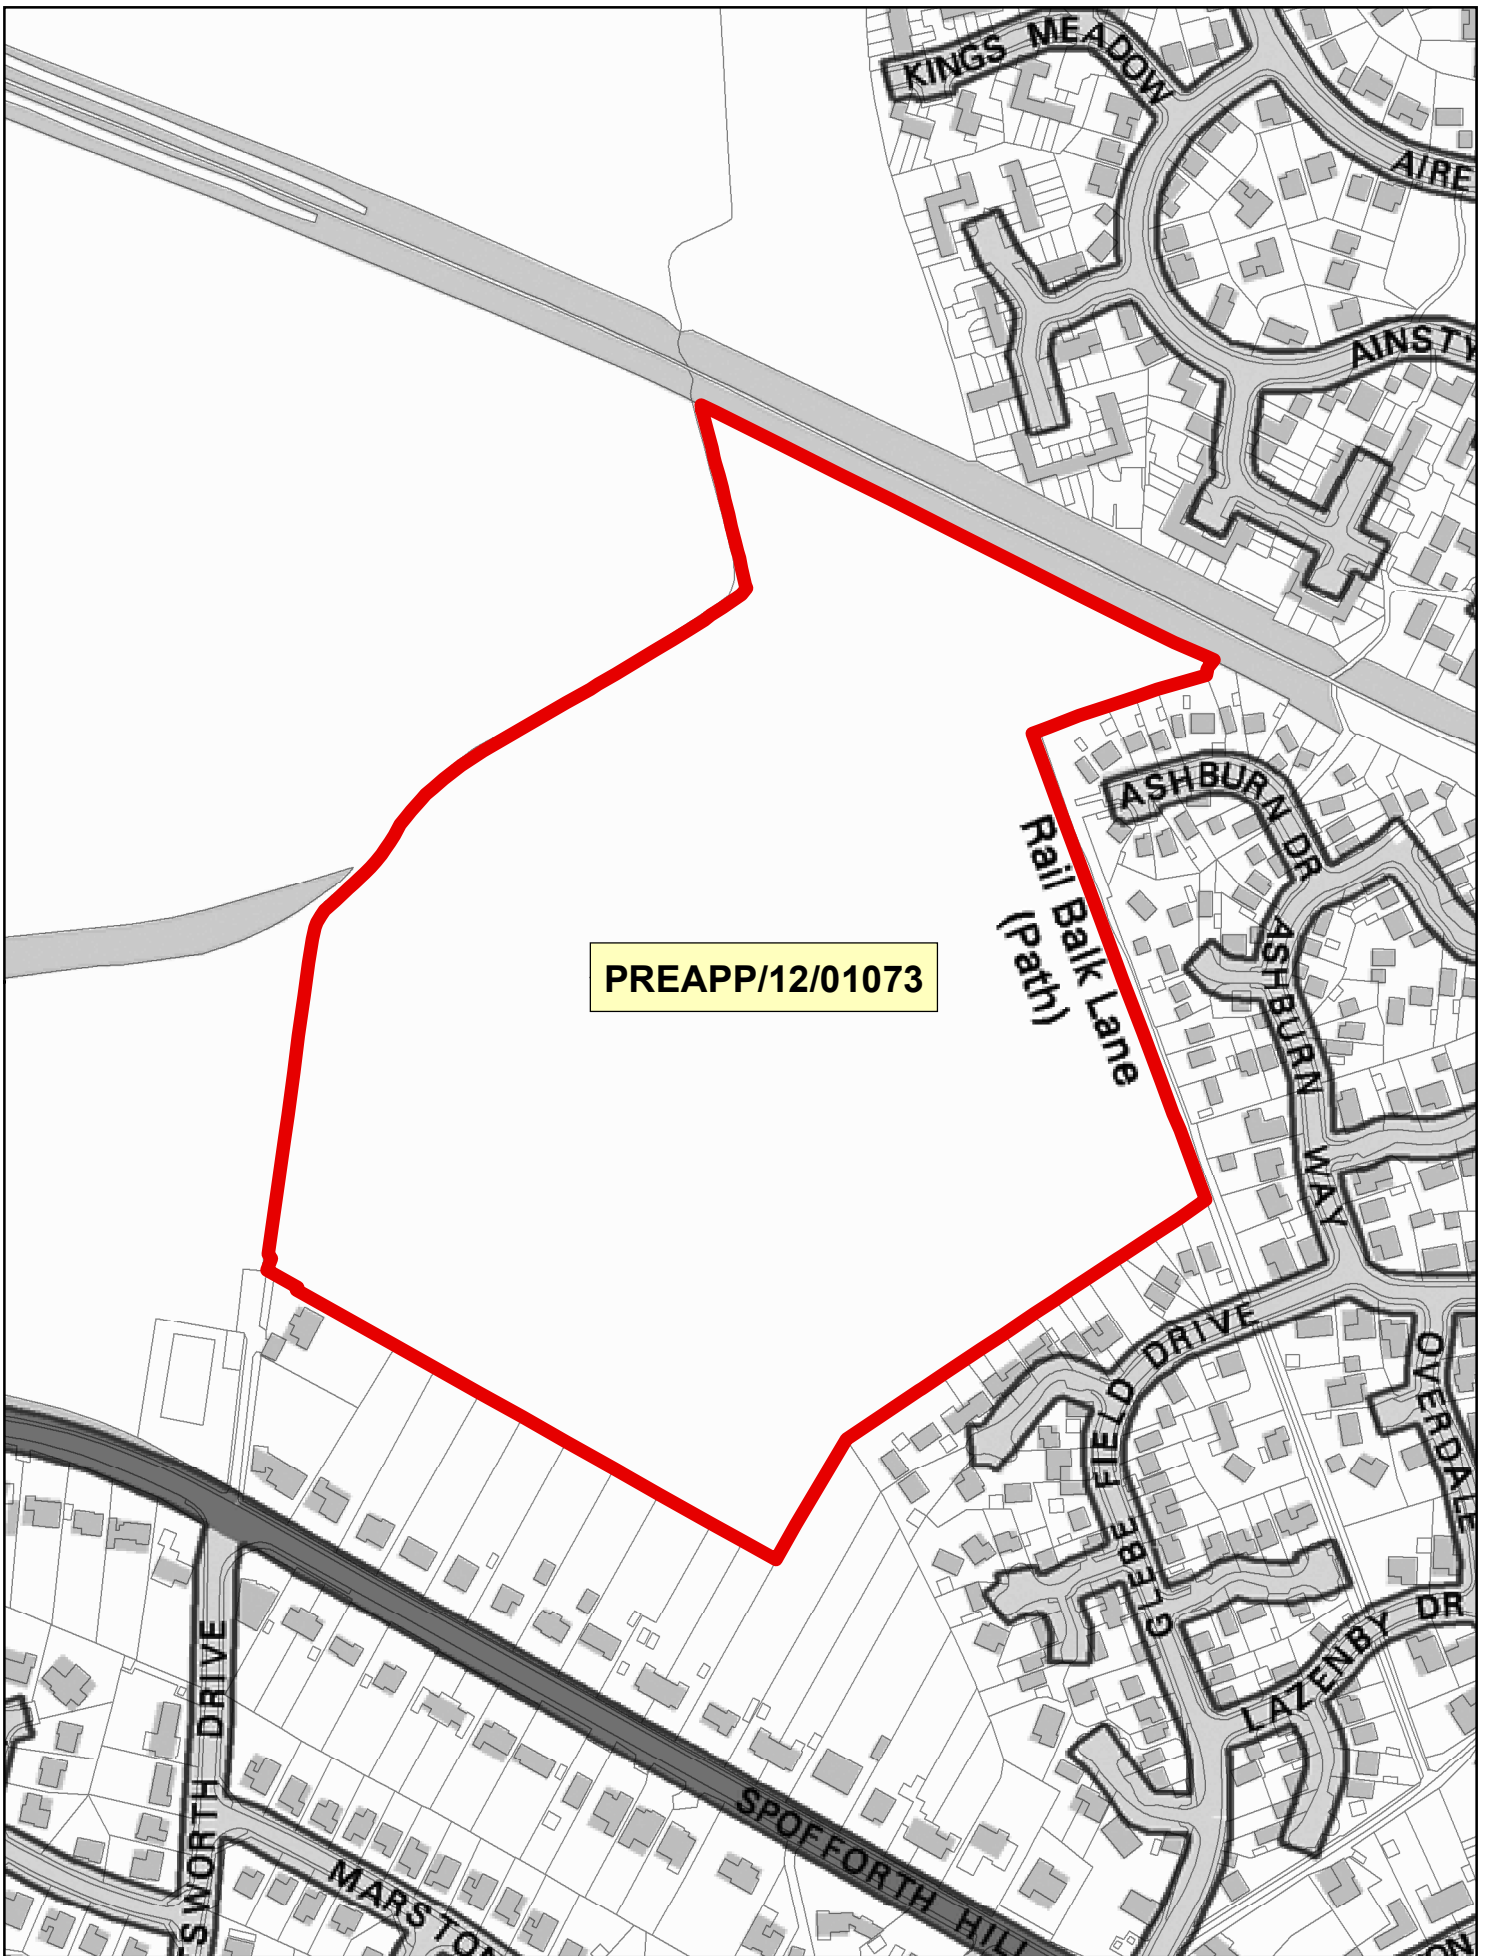 KINGS MEADOW
AIRE
AINSTY
ASHBURN DR
Rail Balk Lane
(Path)
ASHBURN WAY
PREAPP/12/01073
GLEBE FIELD DRIVE
OVERDALE
LAZENBY DR
SWORTH DRIVE
MARSTON
SPOFFORTH HILL